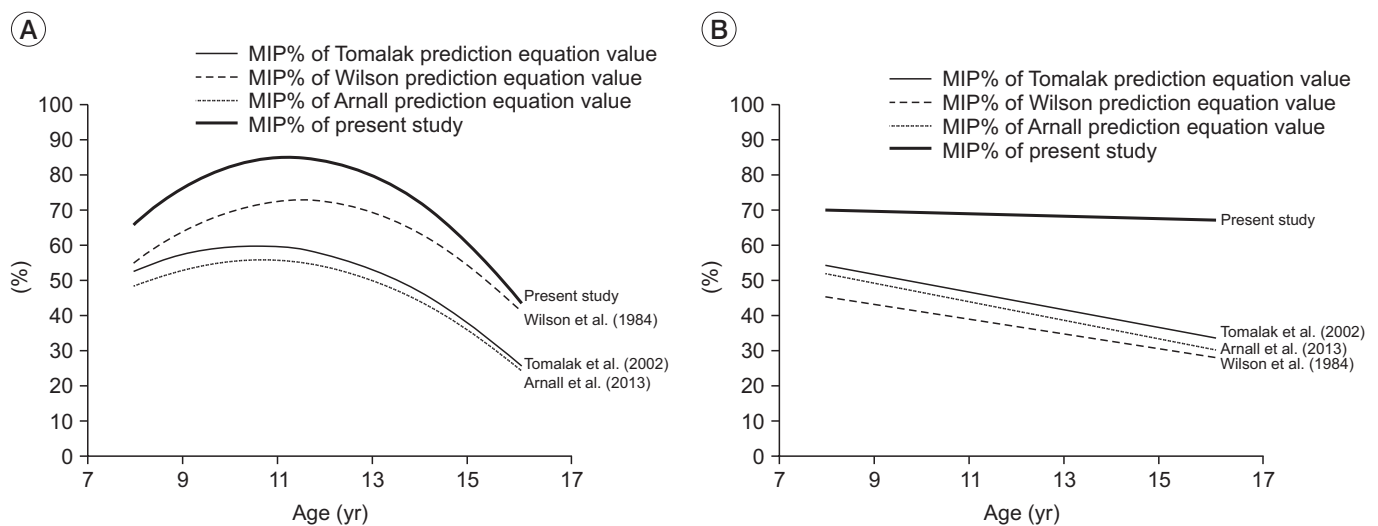 A
MIP% of Tomalak prediction equation value
MIP% of Wilson prediction equation value
MIP% of Arnall prediction equation value
MIP% of present study
100
90
80
70
60
50
40
30
20
10
0
(%)
Present study
Wilson et al. (1984)
Tomalak et al. (2002)
Arnall et al. (2013)
7 9 11 13 15 17
Age (yr)
B
MIP% of Tomalak prediction equation value
MIP% of Wilson prediction equation value
MIP% of Arnall prediction equation value
MIP% of present study
100
90
80
70
60
50
40
30
20
10
0
(%)
Present study
Tomalak et al. (2002)
Arnall et al. (2013)
Wilson et al. (1984)
7 9 11 13 15 17
Age (yr)